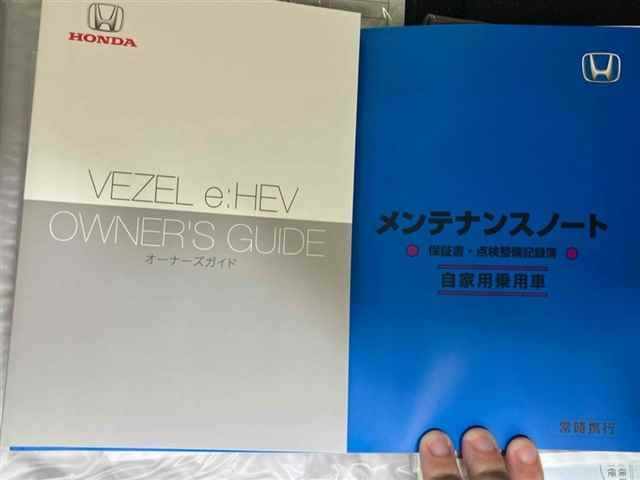 HONDA
VEZEL e:HEV
OWNER'S GUIDE
オーナーズガイド
メンテナンスノート
保証書・点検整備記録簿
自家用乗用車
常時携行